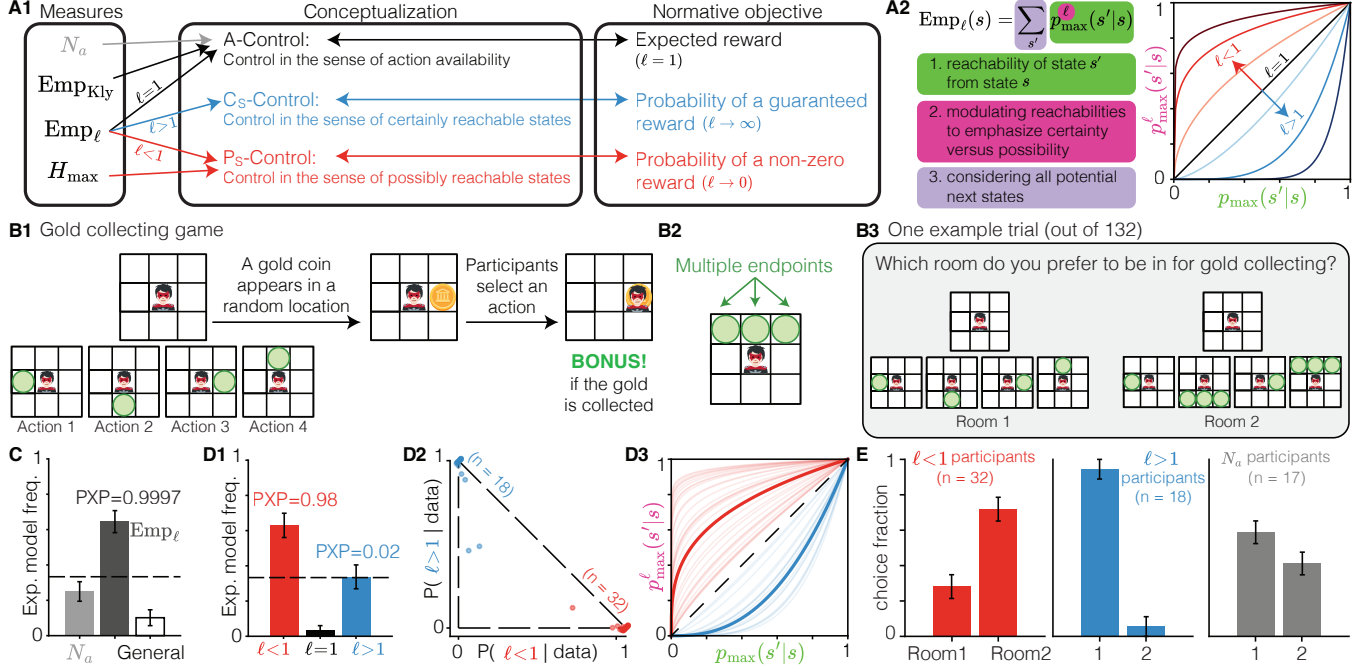 A1 Measures Conceptualization Normative objective
N_a
Emp_Kly
Emp_ℓ
H_max
ℓ=1
ℓ>1
ℓ<1
A-Control:
Control in the sense of action availability
C_S-Control:
Control in the sense of certainly reachable states
P_S-Control:
Control in the sense of possibly reachable states
Expected reward
(ℓ = 1)
Probability of a guaranteed
reward (ℓ → ∞)
Probability of a non-zero
reward (ℓ → 0)
A2
Emp_ℓ(s) = ∑_{s′} p^ℓ_max(s′|s)
1. reachability of state s′
from state s
2. modulating reachabilities
to emphasize certainty
versus possibility
3. considering all potential
next states
1
p^ℓ_max(s′|s)
ℓ<1
ℓ=1
ℓ>1
0
0 1
p_max(s′|s)
B1 Gold collecting game
A gold coin
appears in a
random location
Participants
select an
action
BONUS!
if the gold
is collected
Action 1 Action 2 Action 3 Action 4
B2
Multiple endpoints
B3 One example trial (out of 132)
Which room do you prefer to be in for gold collecting?
Room 1 Room 2
C
1
Exp. model freq.
PXP=0.9997
Emp_ℓ
0
N_a General
D1
1
Exp. model freq.
PXP=0.98
PXP=0.02
0
ℓ<1 ℓ=1 ℓ>1
D2
1
P( ℓ>1 | data)
(n = 18)
(n = 32)
0
0 1
P( ℓ<1 | data)
D3
1
p^ℓ_max(s′|s)
0
0 1
p_max(s′|s)
E
1
choice fraction
0
ℓ<1 participants
(n = 32)
Room1 Room2
ℓ>1
participants
(n = 18)
1 2
N_a participants
(n = 17)
1 2